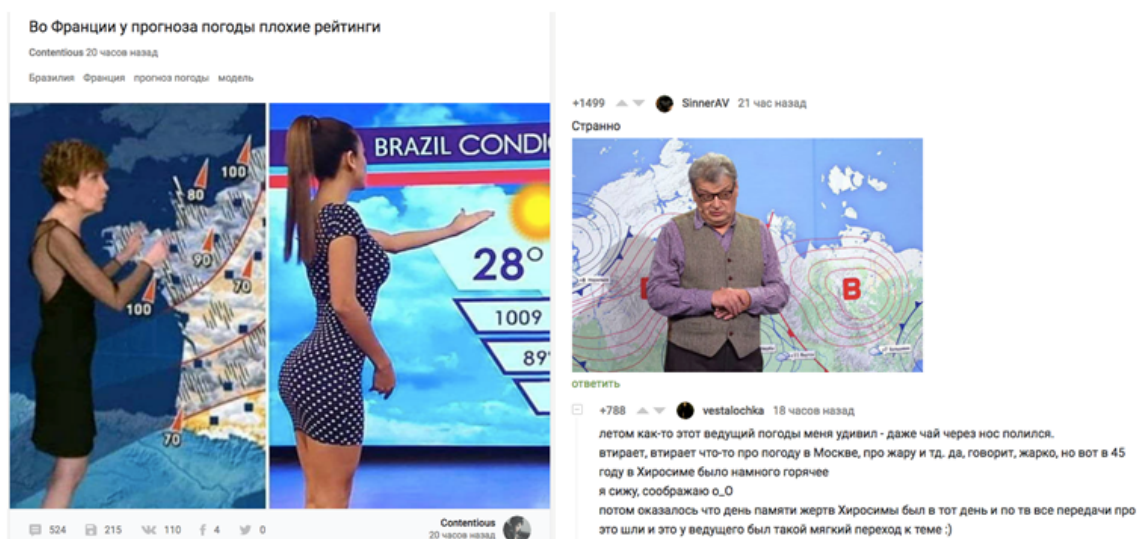 Во Франции у прогноза погоды плохие рейтинги
Contentious 20 часов назад
Бразилия Франция прогноз погоды модель
100
80
90
70
100
70
BRAZIL CONDI
28°
1009
89°
524 215 110 4 0
Contentious
20 часов назад
+1499 SinnerAV 21 час назад
Странно
В
ответить
+788 vestalochka 18 часов назад
летом как-то этот ведущий погоды меня удивил - даже чай через нос полился.
втирает, втирает что-то про погоду в Москве, про жару и тд. да, говорит, жарко, но вот в 45
году в Хиросиме было намного горячее
я сижу, соображаю о_О
потом оказалось что день памяти жертв Хиросимы был в тот день и по тв все передачи про
это шли и это у ведущего был такой мягкий переход к теме :)